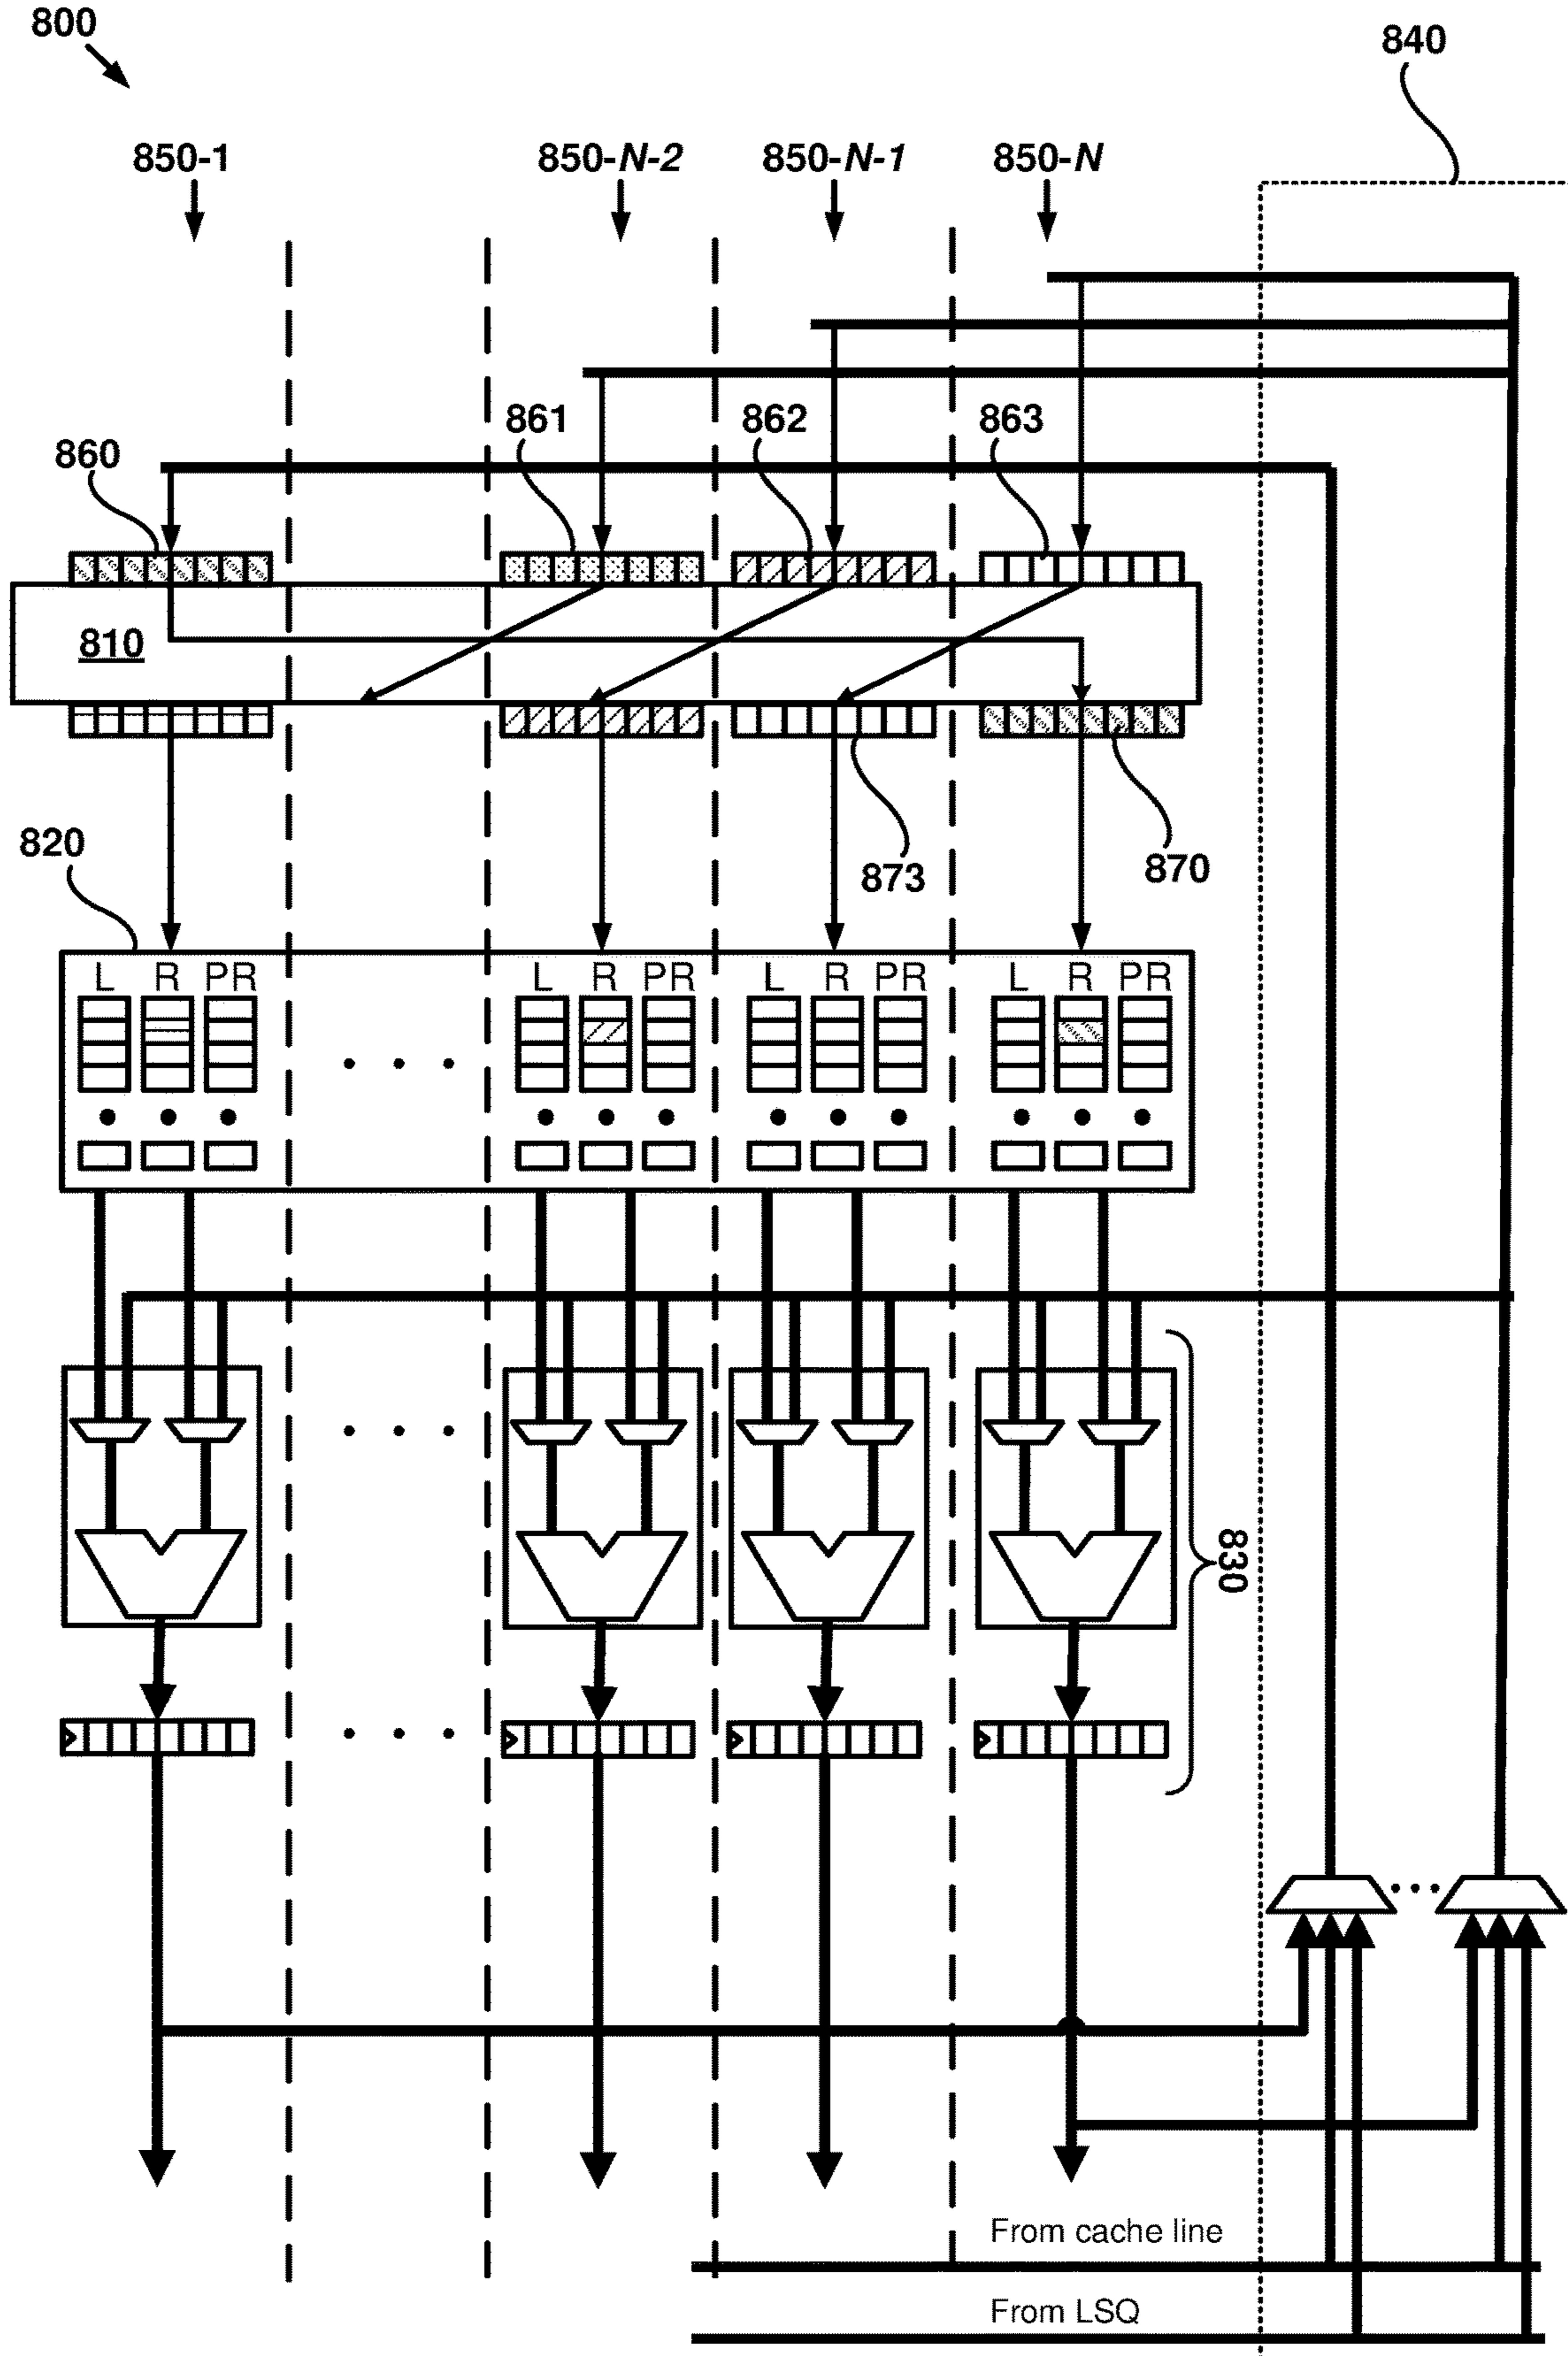 800
840
850-1 850-N-2 850-N-1 850-N
860 861 862 863
810
873 870
820
L R PR L R PR L R PR L R PR
830
From cache line
From LSQ